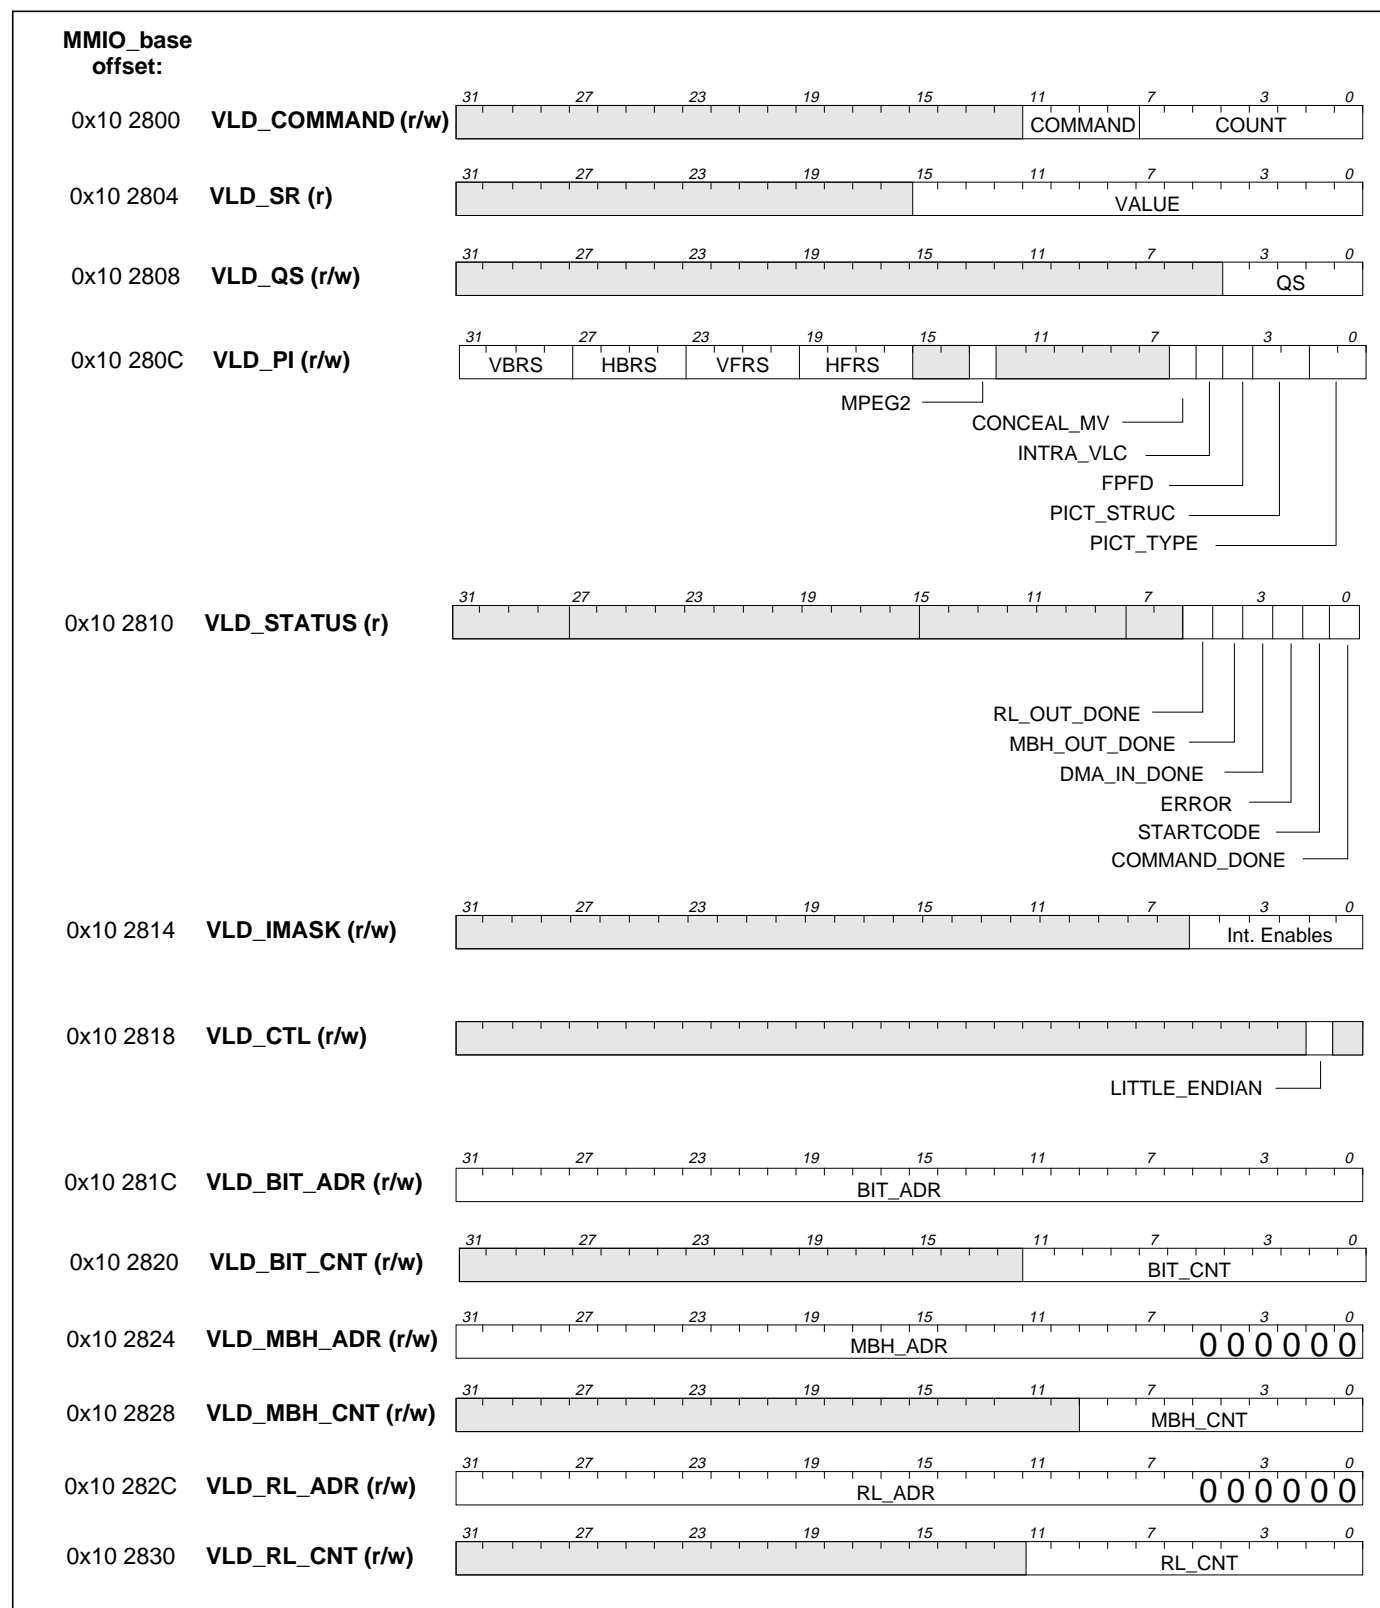 MMIO_base
offset:
31 27 23 19 15 11 7 3 0
0x10 2800 VLD_COMMAND (r/w) COMMAND COUNT
31 27 23 19 15 11 7 3 0
0x10 2804 VLD_SR (r) VALUE
31 27 23 19 15 11 7 3 0
0x10 2808 VLD_QS (r/w) QS
31 27 23 19 15 11 7 3 0
0x10 280C VLD_PI (r/w) VBRS HBRS VFRS HFRS
MPEG2
CONCEAL_MV
INTRA_VLC
FPFD
PICT_STRUC
PICT_TYPE
31 27 23 19 15 11 7 3 0
0x10 2810 VLD_STATUS (r)
RL_OUT_DONE
MBH_OUT_DONE
DMA_IN_DONE
ERROR
STARTCODE
COMMAND_DONE
31 27 23 19 15 11 7 3 0
0x10 2814 VLD_IMASK (r/w) Int. Enables
0x10 2818 VLD_CTL (r/w)
LITTLE_ENDIAN
31 27 23 19 15 11 7 3 0
0x10 281C VLD_BIT_ADR (r/w) BIT_ADR
31 27 23 19 15 11 7 3 0
0x10 2820 VLD_BIT_CNT (r/w) BIT_CNT
31 27 23 19 15 11 7 3 0
0x10 2824 VLD_MBH_ADR (r/w) MBH_ADR 0 0 0 0 0 0
31 27 23 19 15 11 7 3 0
0x10 2828 VLD_MBH_CNT (r/w) MBH_CNT
31 27 23 19 15 11 7 3 0
0x10 282C VLD_RL_ADR (r/w) RL_ADR 0 0 0 0 0 0
31 27 23 19 15 11 7 3 0
0x10 2830 VLD_RL_CNT (r/w) RL_CNT